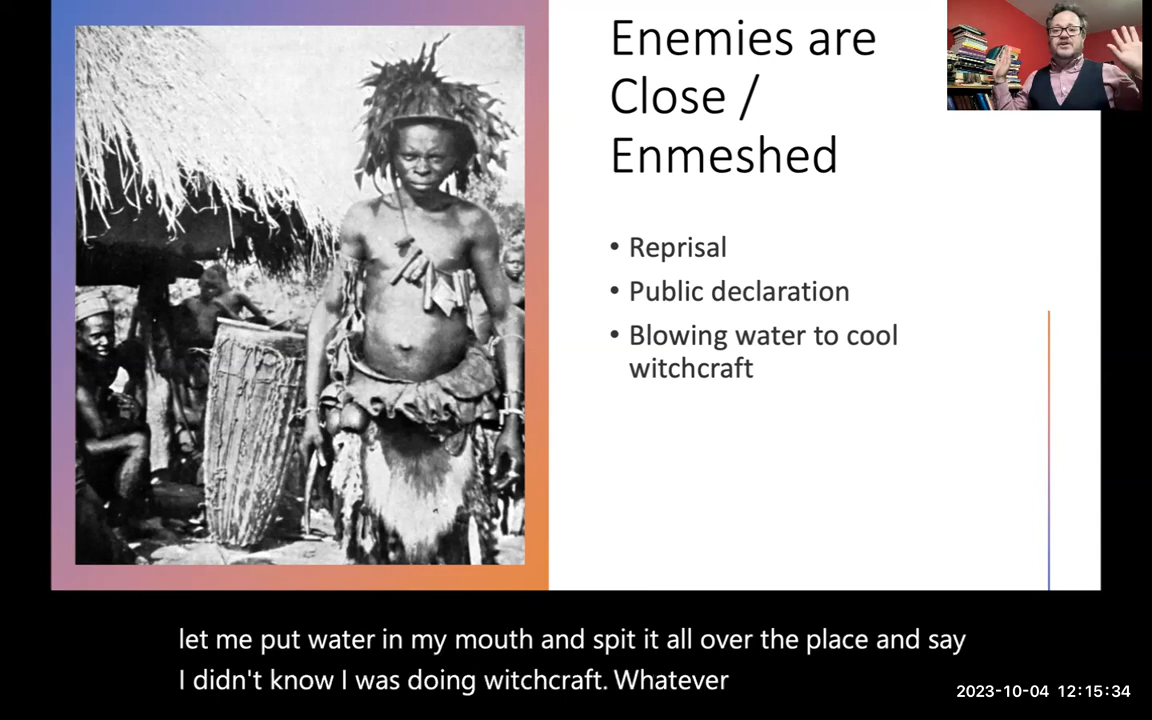 Enemies are
Close /
Enmeshed
• Reprisal
• Public declaration
• Blowing water to cool
witchcraft
let me put water in my mouth and spit it all over the place and say
I didn't know I was doing witchcraft. Whatever
2023-10-04 12:15:34